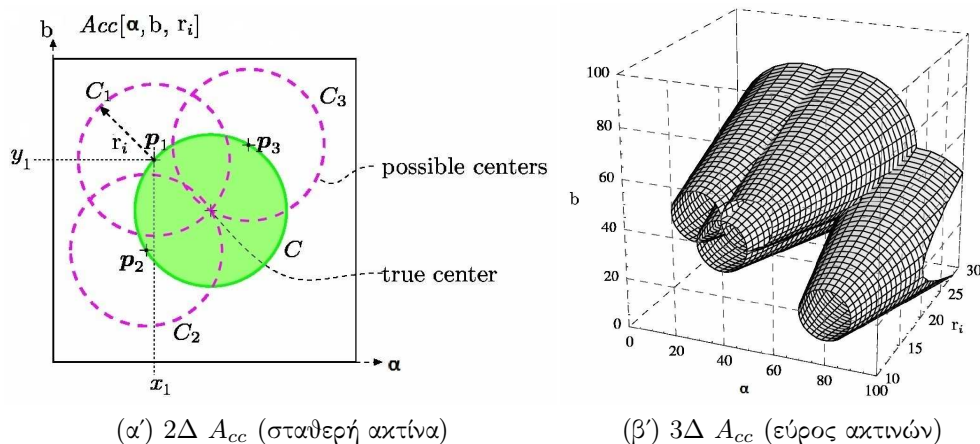 b Acc[α, b, r_i]
C_1
C_3
p_1
p_3
r_i
y_1
possible centers
p_2
C
true center
C_2
α
x_1
100
80
60
b
40
20
0
0
20
40
60
80
100
α
10
15
20
25
30
r_i
(α΄) 2Δ A_cc (σταθερή ακτίνα)
(β΄) 3Δ A_cc (εύρος ακτινών)